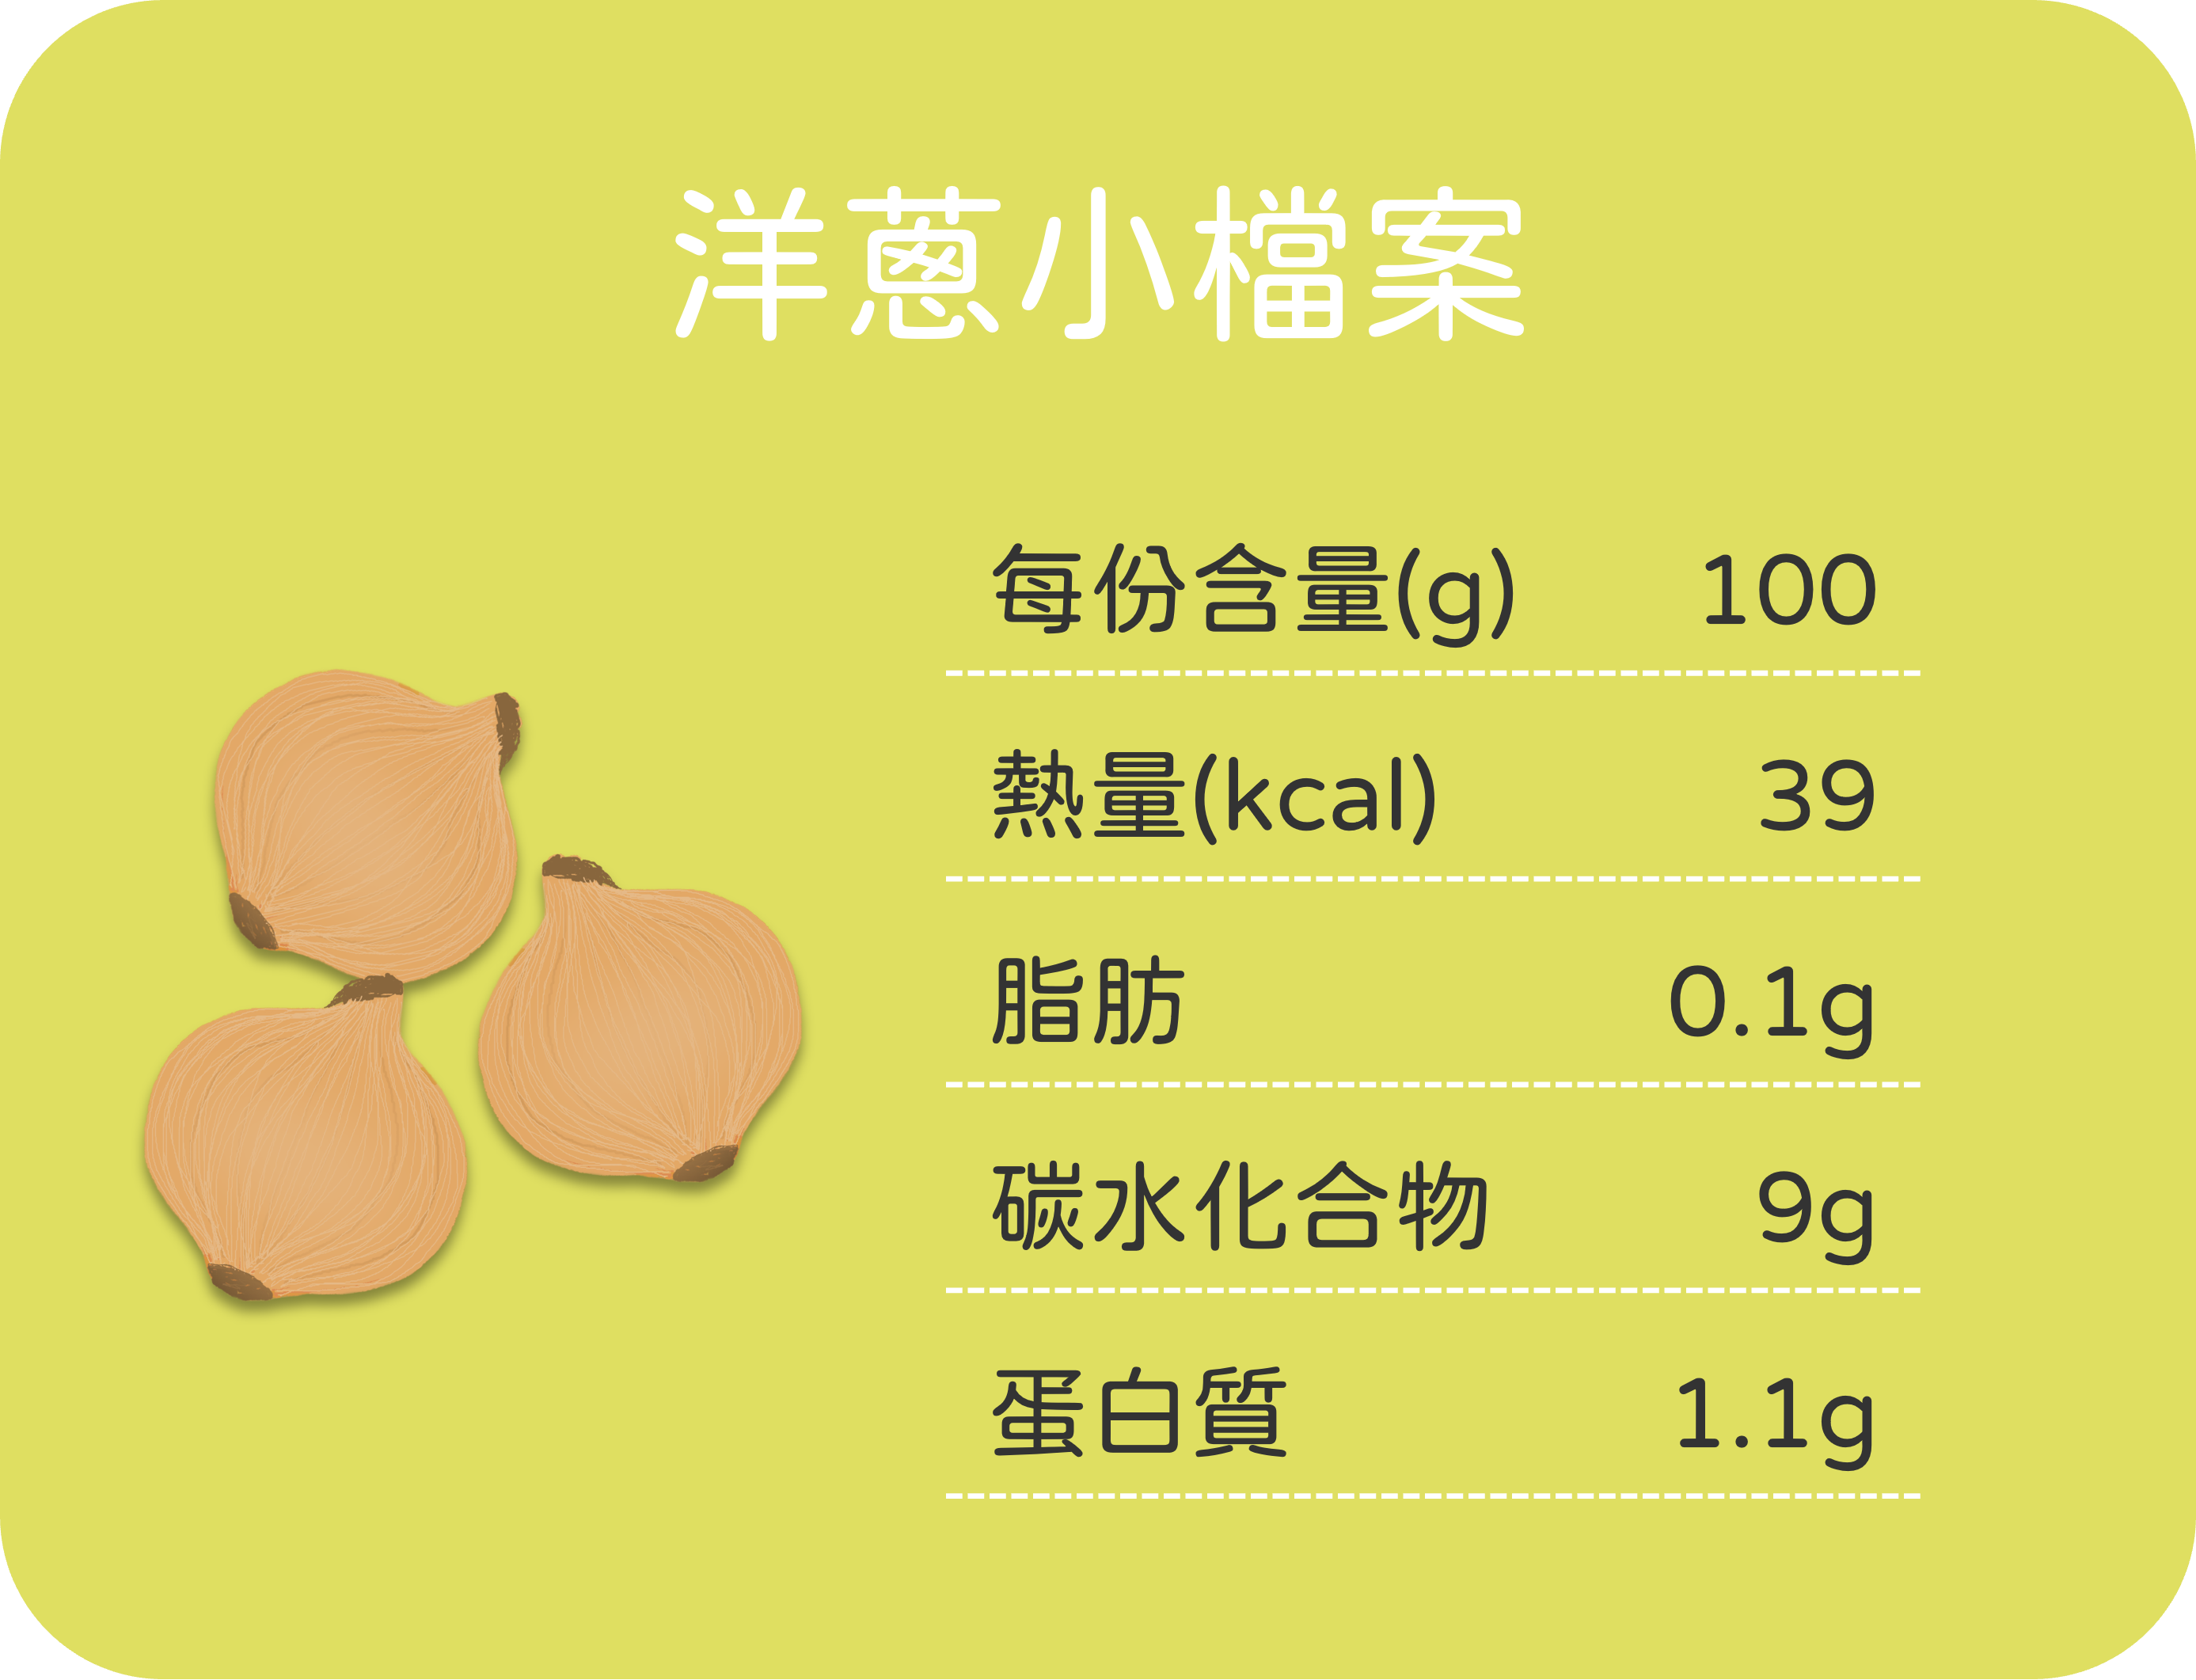 洋蔥小檔案
每份含量(g) 100
熱量(kcal) 39
脂肪 0.1g
碳水化合物 9g
蛋白質 1.1g